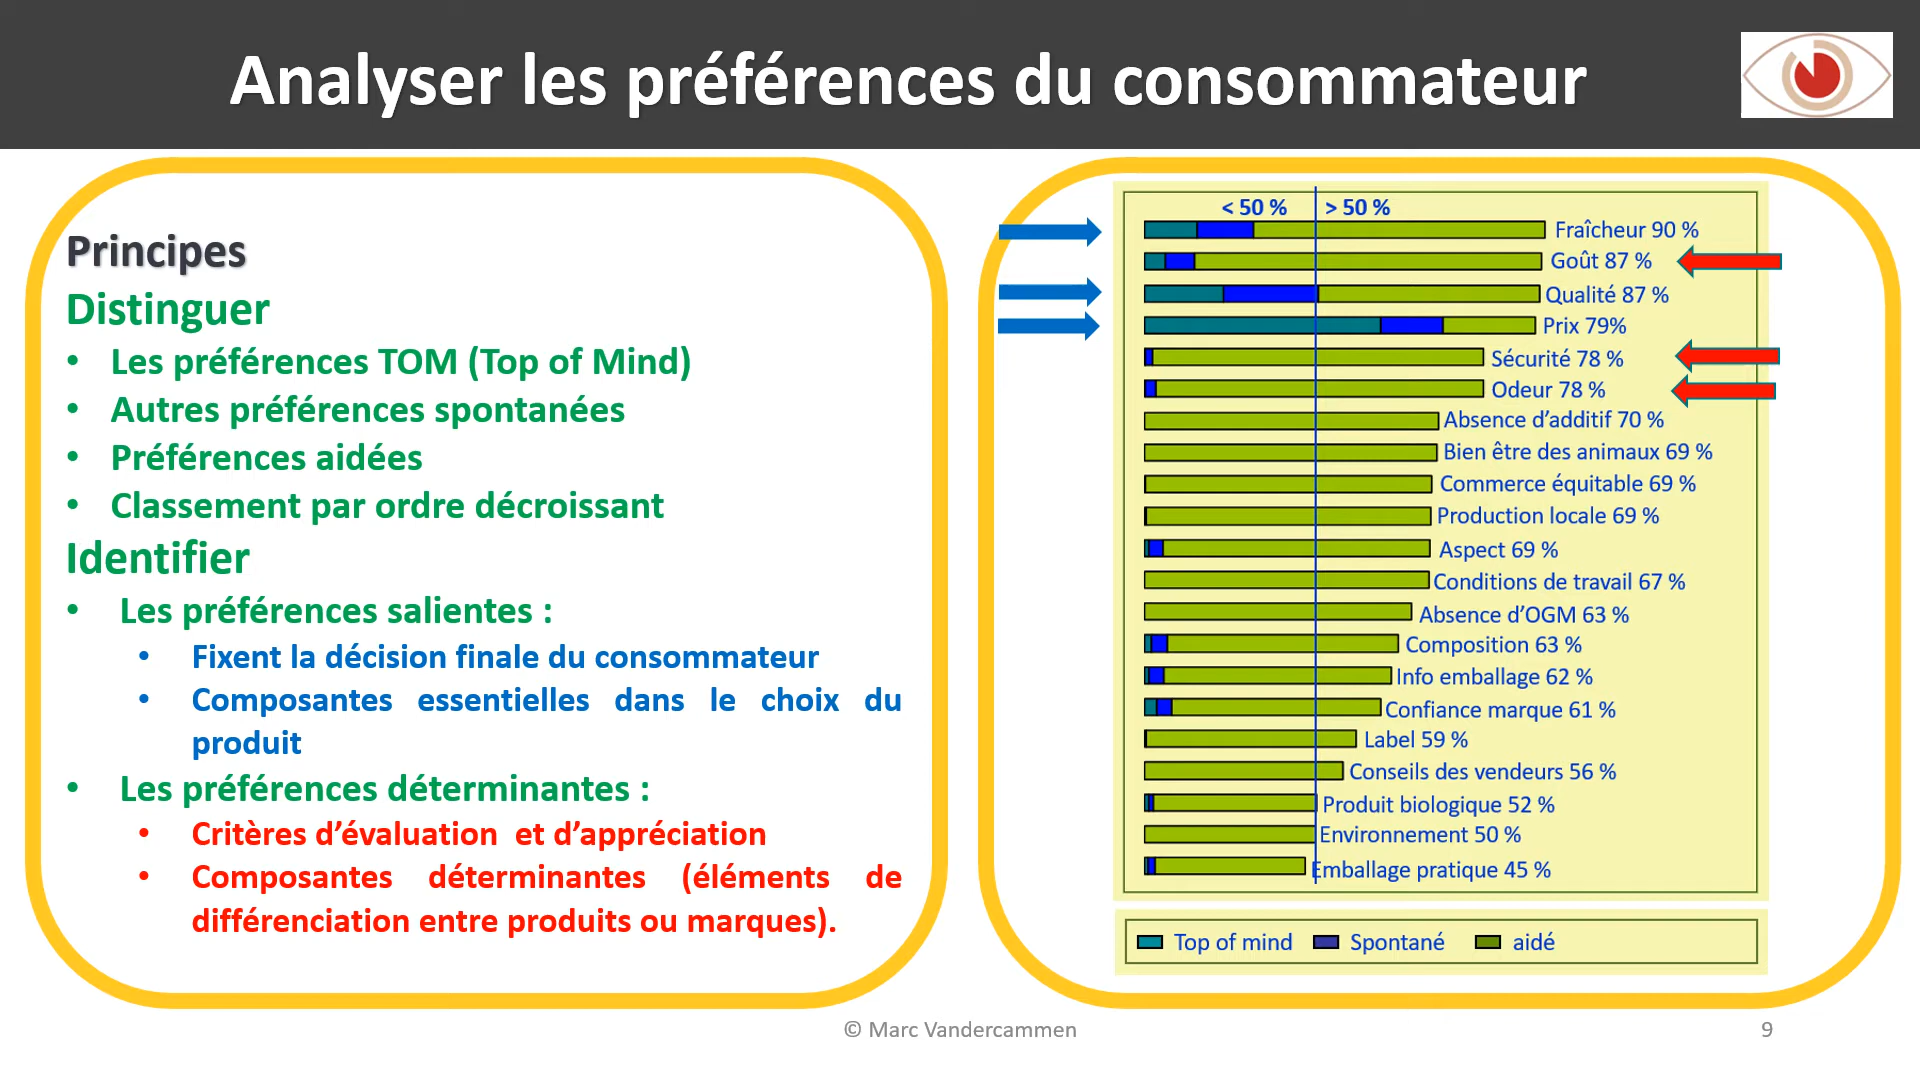 Analyser les préférences du consommateur
Principes
Distinguer
• Les préférences TOM (Top of Mind)
• Autres préférences spontanées
• Préférences aidées
• Classement par ordre décroissant
Identifier
• Les préférences salientes :
• Fixent la décision finale du consommateur
• Composantes essentielles dans le choix du
produit
• Les préférences déterminantes :
• Critères d’évaluation et d’appréciation
• Composantes déterminantes (éléments de
différenciation entre produits ou marques).
< 50 % > 50 %
Fraîcheur 90 %
Goût 87 %
Qualité 87 %
Prix 79%
Sécurité 78 %
Odeur 78 %
Absence d’additif 70 %
Bien être des animaux 69 %
Commerce équitable 69 %
Production locale 69 %
Aspect 69 %
Conditions de travail 67 %
Absence d’OGM 63 %
Composition 63 %
Info emballage 62 %
Confiance marque 61 %
Label 59 %
Conseils des vendeurs 56 %
Produit biologique 52 %
Environnement 50 %
Emballage pratique 45 %
Top of mind Spontané aidé
© Marc Vandercammen
9